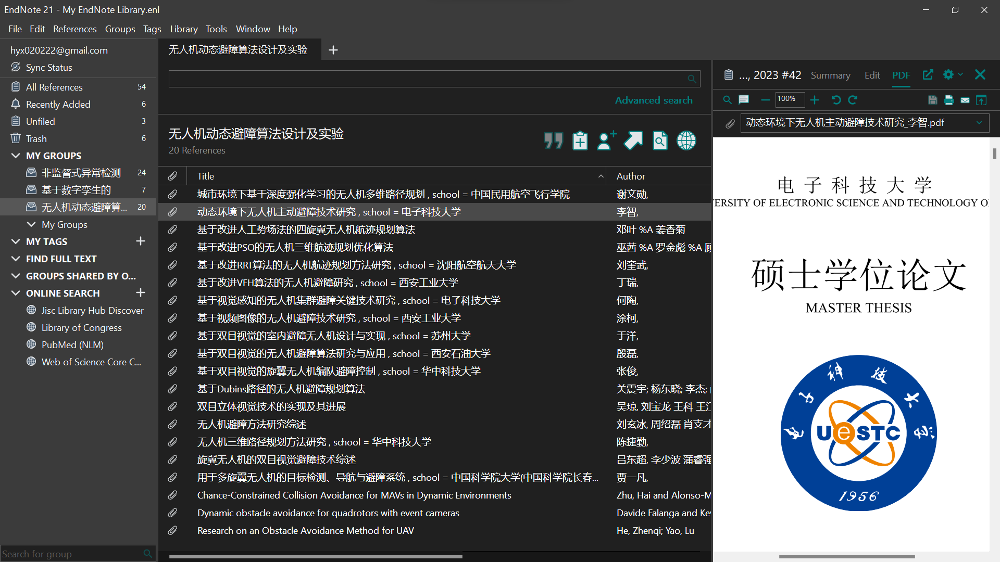 EndNote 21 - My EndNote Library.enl
File Edit References Groups Tags Library Tools Window Help
hyx020222@gmail.com
Sync Status
All References 54
Recently Added 6
Unfiled 3
Trash 6
MY GROUPS
非监督式异常检测 24
基于数字孪生的 7
无人机动态避障算... 20
My Groups
MY TAGS
FIND FULL TEXT
GROUPS SHARED BY O...
ONLINE SEARCH
Jisc Library Hub Discover
Library of Congress
PubMed (NLM)
Web of Science Core C...
Search for group
无人机动态避障算法设计及实验
Advanced search
无人机动态避障算法设计及实验
20 References
Title Author
城市环境下基于深度强化学习的无人机多维路径规划 , school = 中国民用航空飞行学院 谢文勋,
动态环境下无人机主动避障技术研究 , school = 电子科技大学 李智,
基于改进人工势场法的四旋翼无人机航迹规划算法 邓叶 %A 姜香菊
基于改进PSO的无人机三维航迹规划优化算法 巫茜 %A 罗金彪 %A 顾
基于改进RRT算法的无人机航迹规划方法研究 , school = 沈阳航空航天大学 刘奎武,
基于改进VFH算法的无人机避障研究 , school = 西安工业大学 丁瑞,
基于视觉感知的无人机集群避障关键技术研究 , school = 电子科技大学 何陶,
基于视频图像的无人机避障技术研究 , school = 西安工业大学 涂柯,
基于双目视觉的室内避障无人机设计与实现 , school = 苏州大学 于洋,
基于双目视觉的无人机避障算法研究与应用 , school = 西安石油大学 殷磊,
基于双目视觉的旋翼无人机编队避障控制 , school = 华中科技大学 张俊,
基于Dubins路径的无人机避障规划算法 关震宇; 杨东晓; 李杰;
双目立体视觉技术的实现及其进展 吴琼, 刘宝龙 王科 王江
无人机避障方法研究综述 刘玄冰, 周绍磊 肖支才
无人机三维路径规划方法研究 , school = 华中科技大学 陈捷勤,
旋翼无人机的双目视觉避障技术综述 吕东超, 李少波 蒲睿强
用于多旋翼无人机的目标检测、导航与避障系统 , school = 中国科学院大学(中国科学院长春... 贾一凡,
Chance-Constrained Collision Avoidance for MAVs in Dynamic Environments Zhu, Hai and Alonso-M
Dynamic obstacle avoidance for quadrotors with event cameras Davide Falanga and Kev
Research on an Obstacle Avoidance Method for UAV He, Zhenqi; Yao, Lu
..., 2023 #42 Summary Edit PDF
100%
动态环境下无人机主动避障技术研究_李智.pdf
电子科技大学
ERSITY OF ELECTRONIC SCIENCE AND TECHNOLOGY O
硕士学位论文
MASTER THESIS
UeSTC
1956